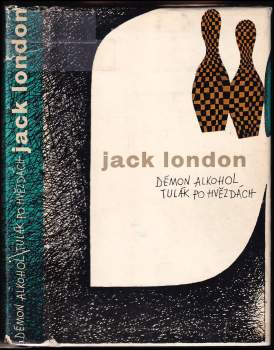 DÉMON ALKOHOL, TULÁK PO HVĚZDÁCH jack london
jack london
DÉMON ALKOHOL
TULÁK PO HVĚZDÁCH